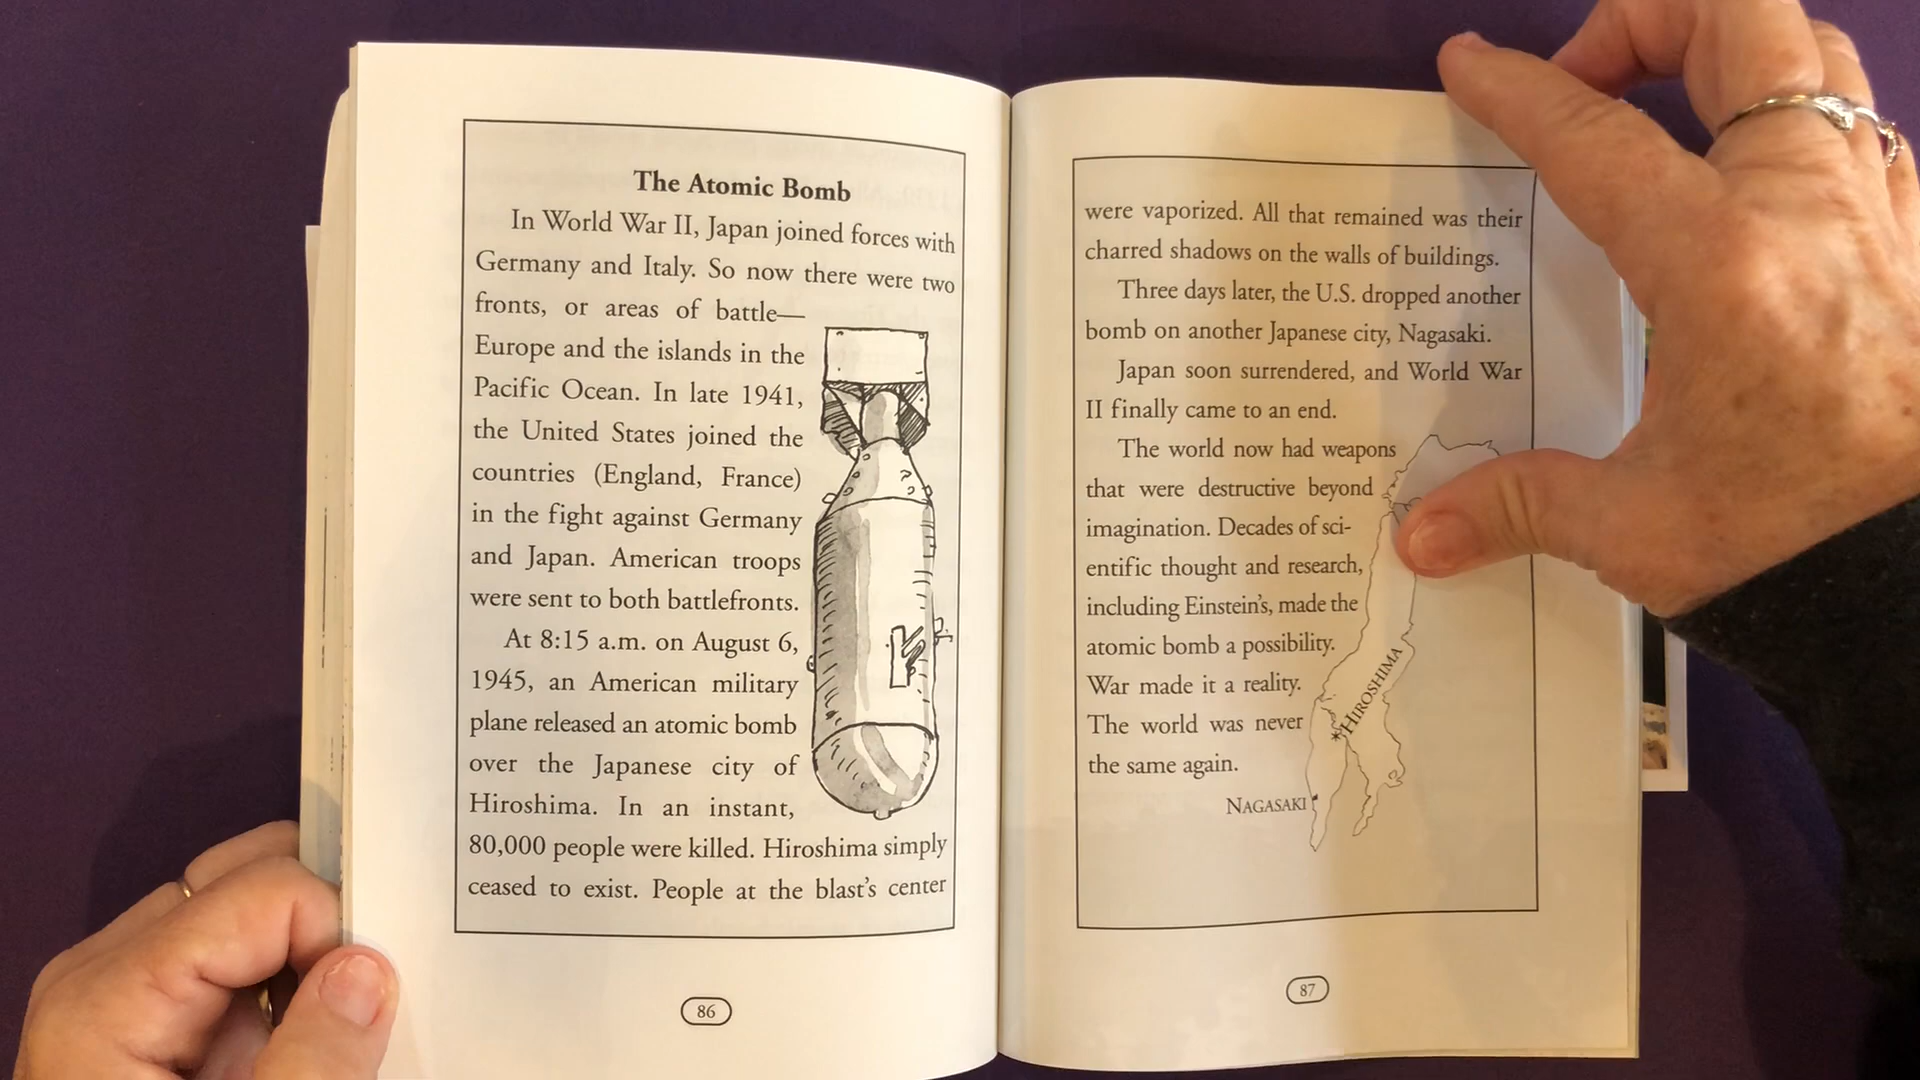 The Atomic Bomb
In World War II, Japan joined forces with
Germany and Italy. So now there were two
fronts, or areas of battle—
Europe and the islands in the
Pacific Ocean. In late 1941,
the United States joined the
countries (England, France)
in the fight against Germany
and Japan. American troops
were sent to both battlefronts.
At 8:15 a.m. on August 6,
1945, an American military
plane released an atomic bomb
over the Japanese city of
Hiroshima. In an instant,
80,000 people were killed. Hiroshima simply
ceased to exist. People at the blast's center
86
were vaporized. All that remained was their
charred shadows on the walls of buildings.
Three days later, the U.S. dropped another
bomb on another Japanese city, Nagasaki.
Japan soon surrendered, and World War
II finally came to an end.
The world now had weapons
that were destructive beyond
imagination. Decades of sci-
entific thought and research,
including Einstein's, made the
atomic bomb a possibility.
War made it a reality.
The world was never
the same again.
*HIROSHIMA
NAGASAKI
87